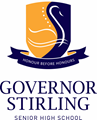 HONOUR BEFORE HONOURS
GOVERNOR
STIRLING
SENIOR HIGH SCHOOL